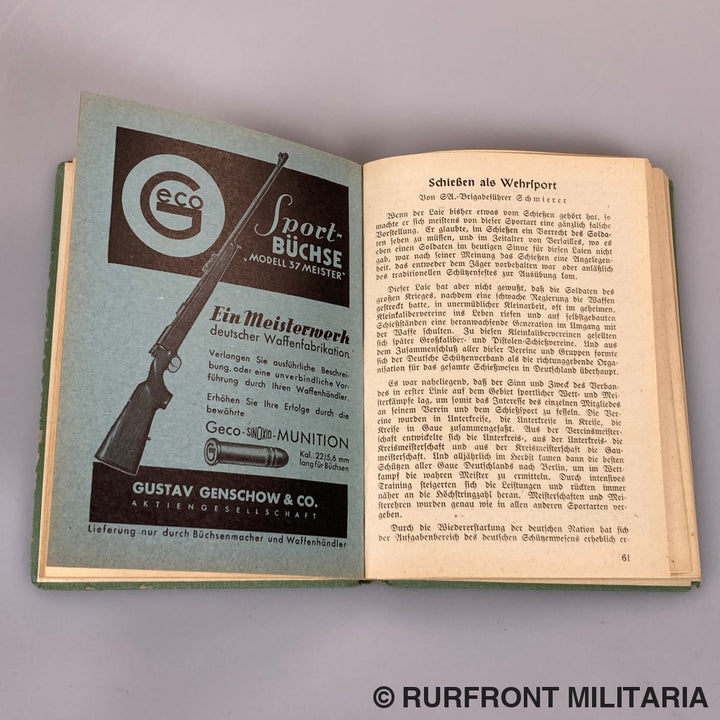 Geco
Sport-
BÜCHSE
„MODELL 37 MEISTER"
Ein Meisterwerk
deutscher Waffenfabrikation.
Verlangen Sie ausführliche Beschrei-
bung, oder eine unverbindliche Vor-
führung durch Ihren Waffenhändler.
Erhöhen Sie Ihre Erfolge durch die
bewährte
Geco-SINOXID-MUNITION
Kal. .22/5,6 mm
lang für Büchsen
GUSTAV GENSCHOW & CO.
AKTIENGESELLSCHAFT
Lieferung nur durch Büchsenmacher und Waffenhändler
Schießen als Wehrsport
Von SA.-Brigadeführer Schmierer
Wenn der Laie bisher etwas vom Schießen gehört hat, so
machte er sich meistens von dieser Sportart eine gänzlich falsche
Vorstellung. Er glaubte, im Schießen ein Vorrecht des Solda-
ten sehen zu müssen, und im Zeitalter von Versailles, wo es
einen Soldaten in heutigem Sinne für diesen Laien nicht
gab, war nach seiner Meinung das Schießen eine Angelegen-
heit, das entweder dem Jäger vorbehalten war oder anläßlich
des traditionellen Schützenfestes zur Ausübung kam.
Dieser Laie hat aber nicht gewußt, daß die Soldaten des
großen Krieges, nachdem eine schwache Regierung die Waffen
gestreckt hatte, in unermüdlicher Kleinarbeit, oft im geheimen,
Kleinkalibervereine ins Leben riefen und auf selbstgebauten
Schießständen eine heranwachsende Generation im Umgang mit
der Waffe schulten. Zu diesen Kleinkalibervereinen gesellten
sich später Großkaliber- und Pistolen-Schießvereine. Und aus
dem Zusammenschluß aller dieser Vereine und Gruppen formte
sich der Deutsche Schützenverband als die richtunggebende Orga-
nisation für das gesamte Schießwesen in Deutschland überhaupt.
Es war naheliegend, daß der Sinn und Zweck des Verban-
des in erster Linie auf dem Gebiet sportlicher Wett- und Mei-
sterkämpfe lag, um somit das Interesse des einzelnen Mitgliedes
an seinem Verein und dem Schießsport zu fesseln. Die Ver-
eine wurden in Unterkreise, die Unterkreise in Kreise, die
Kreise in Gaue zusammengefaßt. Aus der Vereinsmeister-
schaft entwickelte sich die Unterkreis-, aus der Unterkreis- die
Kreismeisterschaft und aus der Kreismeisterschaft die Gau-
meisterschaft. Und alljährlich im Herbst kamen dann die besten
Schützen aller Gaue Deutschlands nach Berlin, um im Wett-
kampf die wahren Meister zu ermitteln. Durch intensives
Training steigerten sich die Leistungen und rückten immer
näher an die Höchstringzahl heran. Meisterschaften und Mei-
sterehren wurden genau wie in allen anderen Sportarten ver-
geben.
Durch die Wiedererstarkung der deutschen Nation hat sich
der Aufgabenbereich des deutschen Schützenwesens erheblich er-
61
© RURFRONT MILITARIA